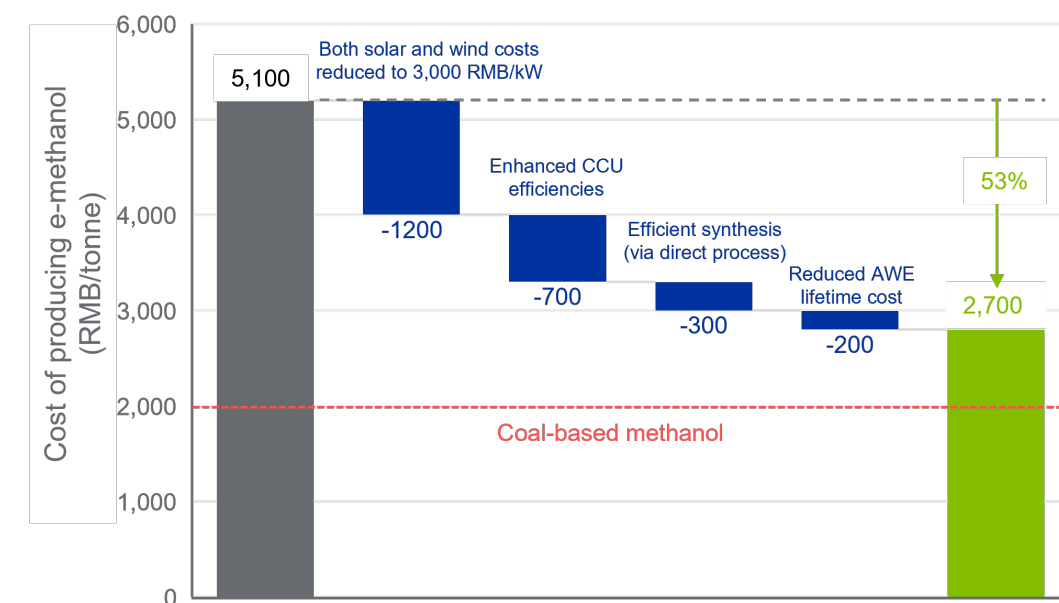 Cost of producing e-methanol
(RMB/tonne)
6,000
5,000
4,000
3,000
2,000
1,000
0
5,100
Both solar and wind costs
reduced to 3,000 RMB/kW
-1200
Enhanced CCU
efficiencies
-700
Efficient synthesis
(via direct process)
-300
Reduced AWE
lifetime cost
-200
53%
2,700
Coal-based methanol